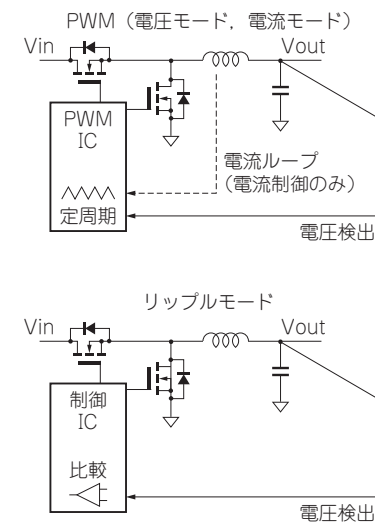 PWM（電圧モード，電流モード）
Vin
Vout
PWM
IC
電流ループ
（電流制御のみ）
定周期
電圧検出
リップルモード
Vin
Vout
制御
IC
比較
電圧検出